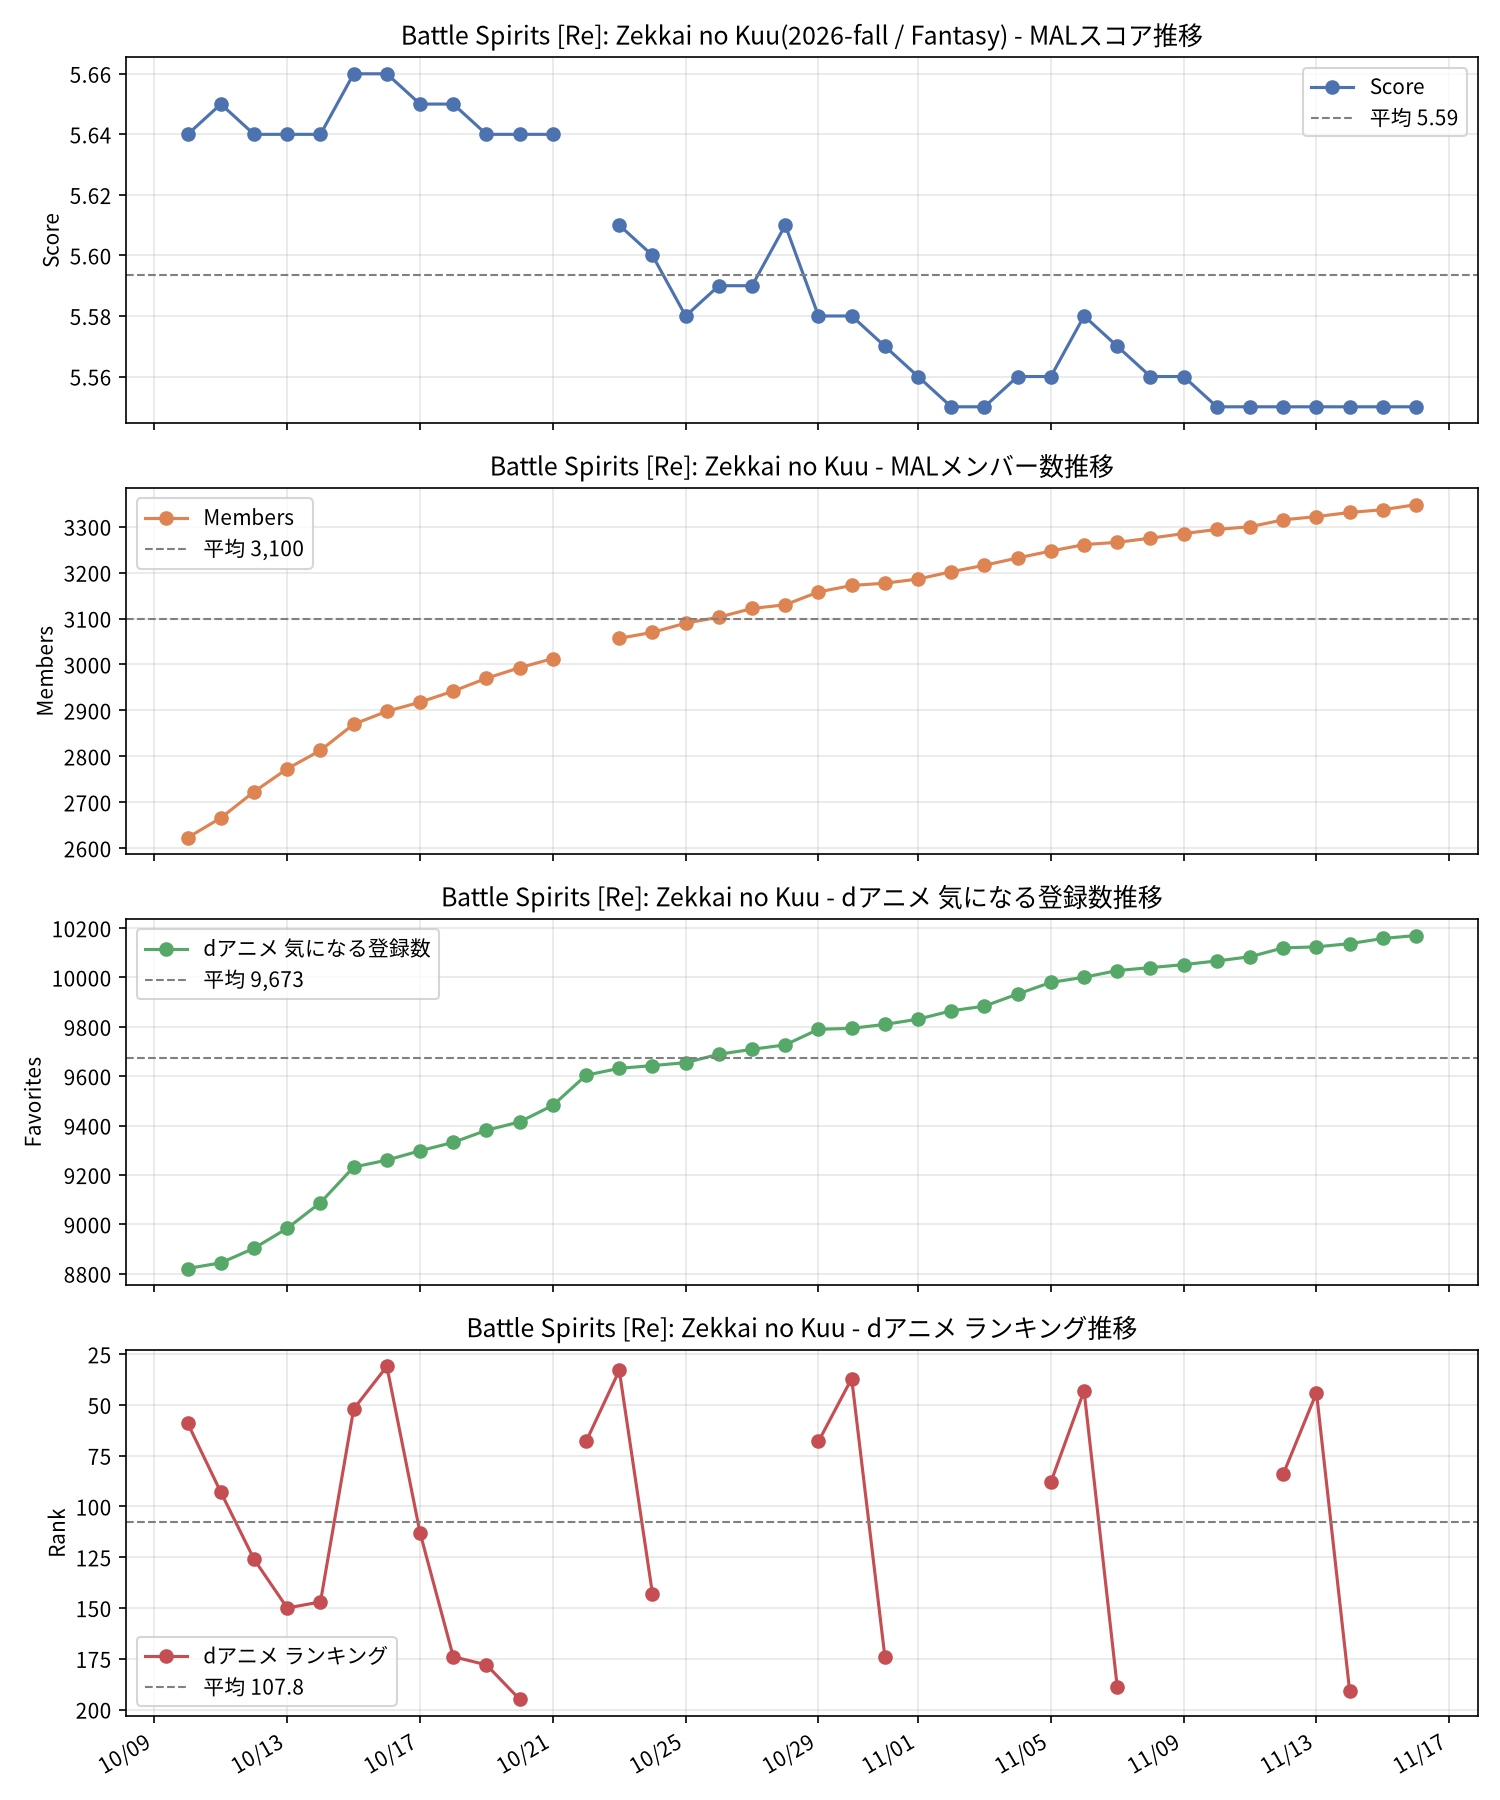 Battle Spirits [Re]: Zekkai no Kuu(2026-fall / Fantasy) - MALスコア推移
Score
5.66
5.64
5.62
5.60
5.58
5.56
Score
平均 5.59
Battle Spirits [Re]: Zekkai no Kuu - MALメンバー数推移
Members
3300
3200
3100
3000
2900
2800
2700
2600
Members
平均 3,100
Battle Spirits [Re]: Zekkai no Kuu - dアニメ 気になる登録数推移
Favorites
10200
10000
9800
9600
9400
9200
9000
8800
dアニメ 気になる登録数
平均 9,673
Battle Spirits [Re]: Zekkai no Kuu - dアニメ ランキング推移
Rank
25
50
75
100
125
150
175
200
dアニメ ランキング
平均 107.8
10/09
10/13
10/17
10/21
10/25
10/29
11/01
11/05
11/09
11/13
11/17